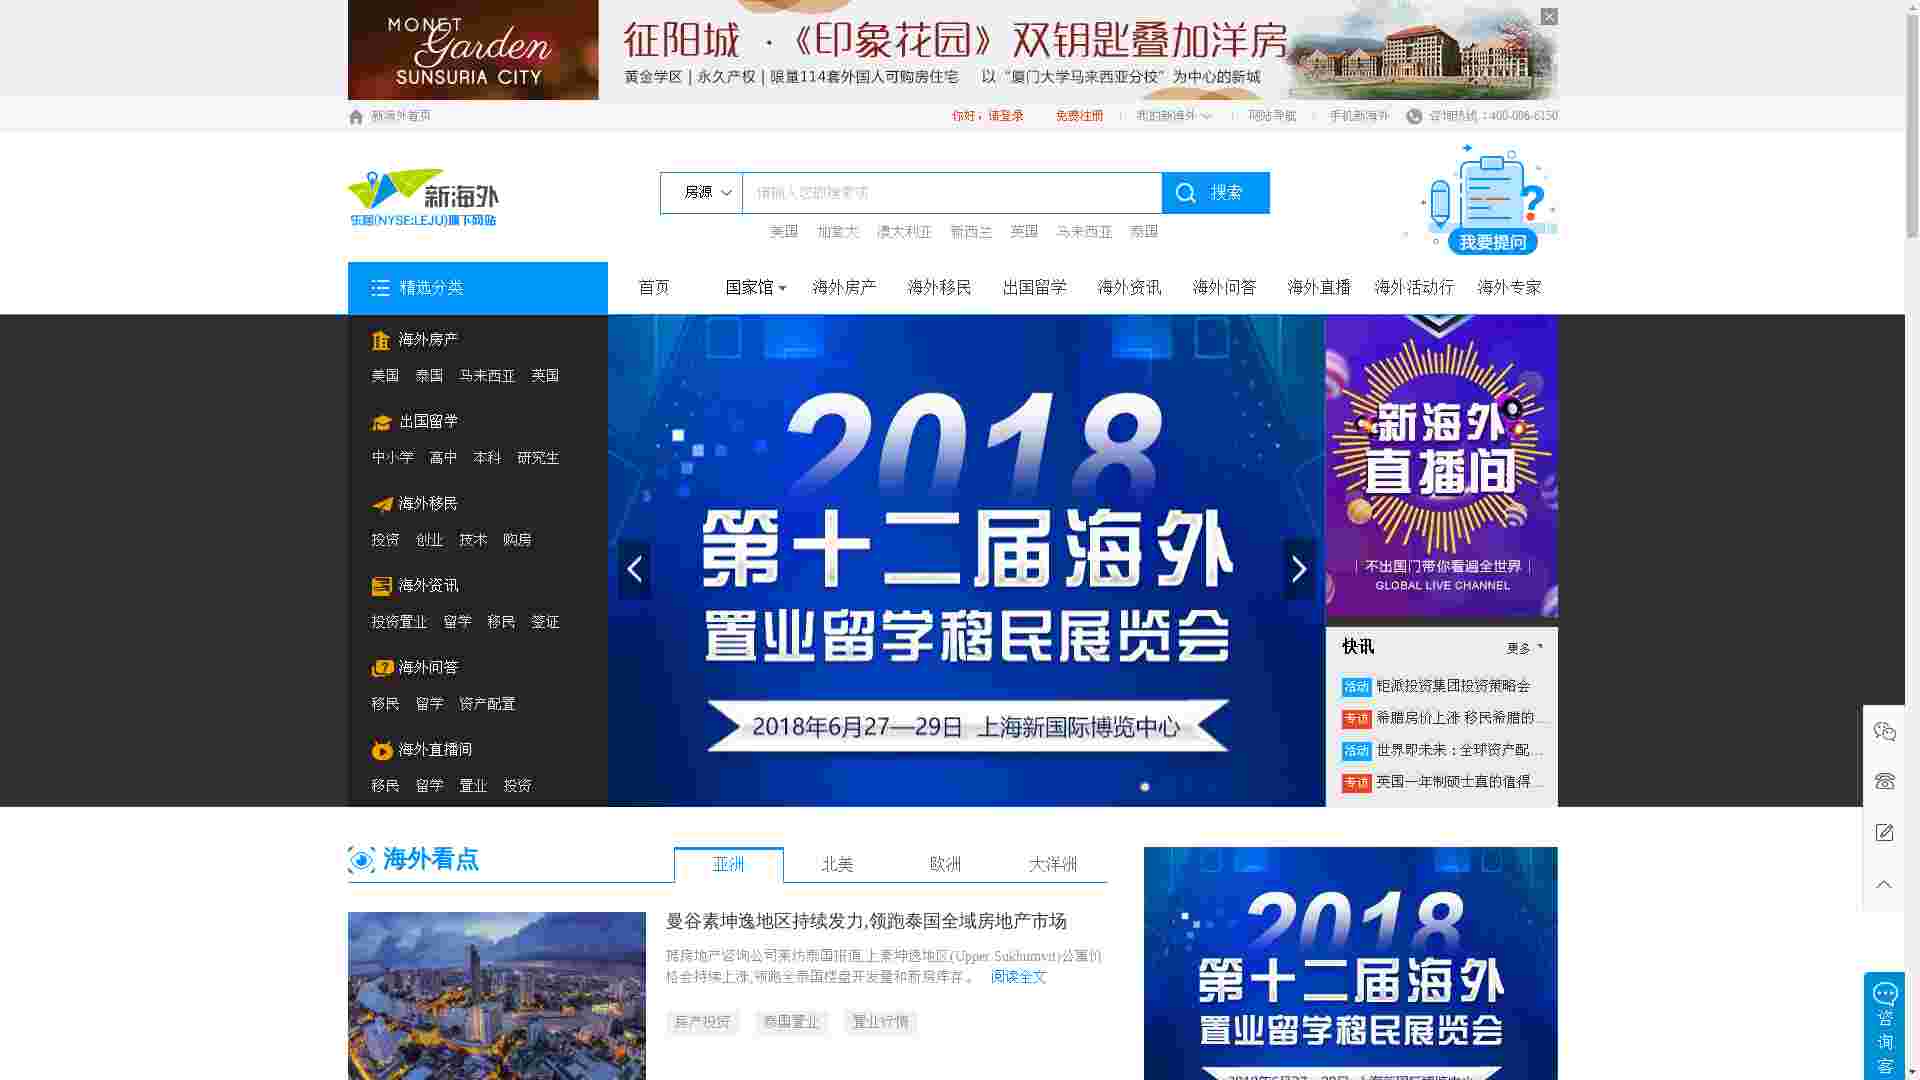 MONET
Garden
SUNSURIA CITY
征阳城 ·《印象花园》双钥匙叠加洋房
黄金学区 | 永久产权 | 限量114套外国人可购房住宅 以“厦门大学马来西亚分校”为中心的新城
新海外首页
你好，请登录 免费注册 我的新海外 网站导航 手机新海外 咨询热线：400-006-6150
新海外
乐居(NYSE:LEJU)旗下网站
房源 请输入您的搜索词 搜索
美国 加拿大 澳大利亚 新西兰 英国 马来西亚 泰国
我要提问
精选分类 首页 国家馆 海外房产 海外移民 出国留学 海外资讯 海外问答 海外直播 海外活动行 海外专家
海外房产
美国 泰国 马来西亚 英国
出国留学
中小学 高中 本科 研究生
海外移民
投资 创业 技术 购房
海外资讯
投资置业 留学 移民 签证
海外问答
移民 留学 资产配置
海外直播间
移民 留学 置业 投资
2018
第十二届海外
置业留学移民展览会
2018年6月27—29日 上海新国际博览中心
新海外
直播间
不出国门带你看遍全世界
GLOBAL LIVE CHANNEL
快讯 更多
活动 钜派投资集团投资策略会
专访 希腊房价上涨 移民希腊的...
活动 世界即未来：全球资产配...
专访 英国一年制硕士真的值得...
海外看点 亚洲 北美 欧洲 大洋洲
曼谷素坤逸地区持续发力,领跑泰国全域房地产市场
据房地产咨询公司莱坊泰国报道,上素坤逸地区(Upper Sukhumvit)公寓价
格会持续上涨,领跑全泰国楼盘开发量和新房库存。 阅读全文
房产投资 泰国置业 置业行情
2018
第十二届海外
置业留学移民展览会
2018年6月27—29日 上海新国际博览中心
咨
询
客